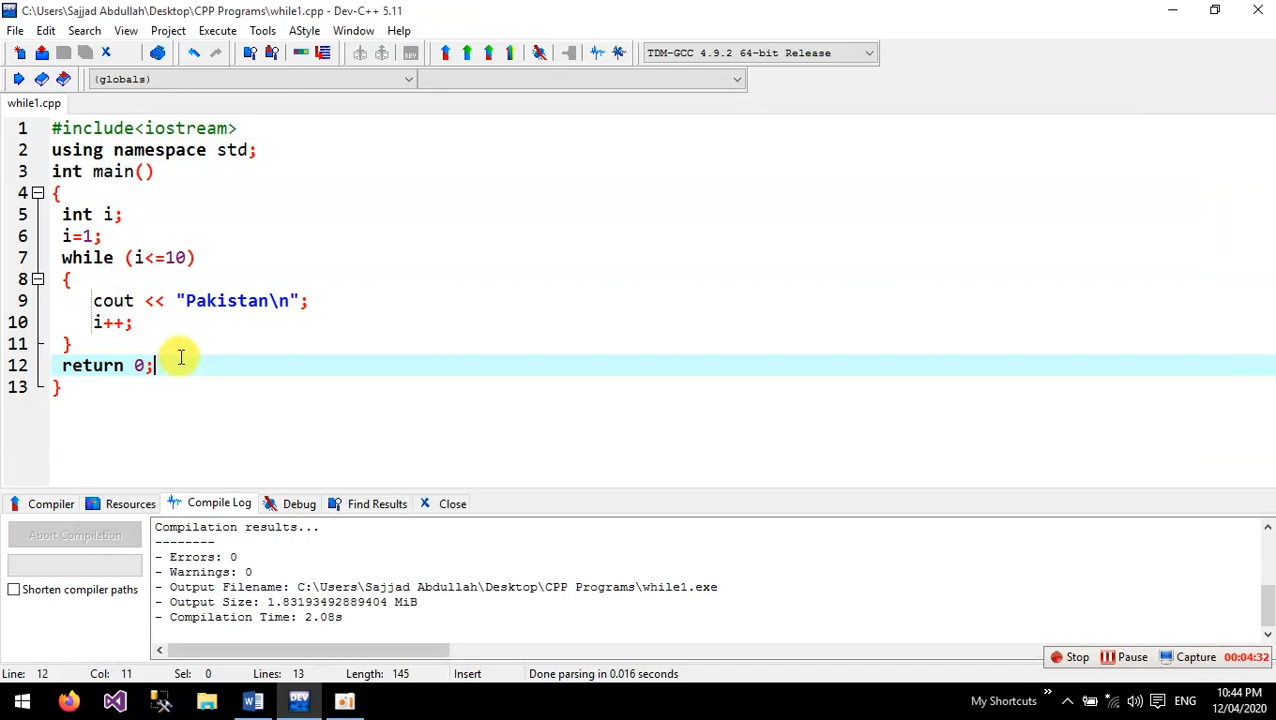 C:\Users\Sajjad Abdullah\Desktop\CPP Programs\while1.cpp - Dev-C++ 5.11
File Edit Search View Project Execute Tools AStyle Window Help
TDM-GCC 4.9.2 64-bit Release
(globals)
while1.cpp
1 #include<iostream>
2 using namespace std;
3 int main()
4 {
5 int i;
6 i=1;
7 while (i<=10)
8 {
9 cout << "Pakistan\n";
10 i++;
11 }
12 return 0;
13 }
Compiler Resources Compile Log Debug Find Results Close
Abort Compilation
Shorten compiler paths
Compilation results...
--------
- Errors: 0
- Warnings: 0
- Output Filename: C:\Users\Sajjad Abdullah\Desktop\CPP Programs\while1.exe
- Output Size: 1.83193492889404 MiB
- Compilation Time: 2.08s
Stop Pause Capture 00:04:32
Line: 12 Col: 11 Sel: 0 Lines: 13 Length: 145 Insert Done parsing in 0.016 seconds
DEV
My Shortcuts ENG 10:44 PM
12/04/2020